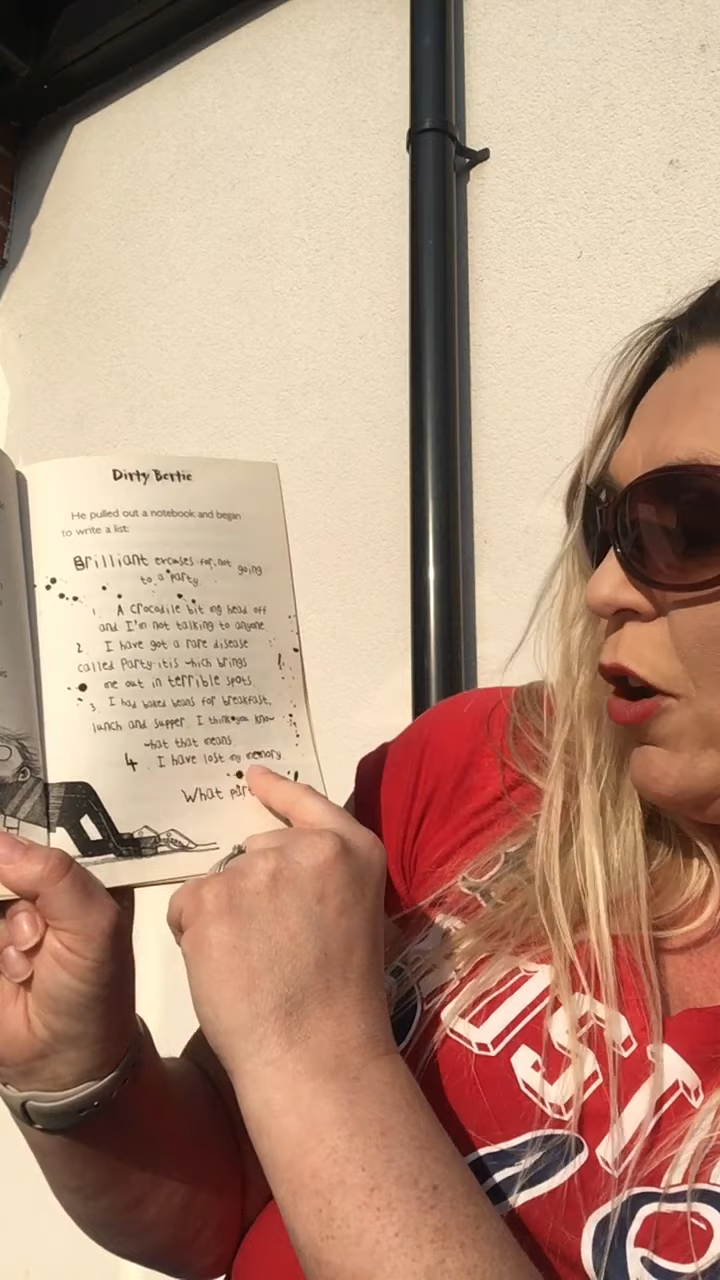 Dirty Bertie
He pulled out a notebook and began
to write a list:
Brilliant excuses for not going
to a party
1. A crocodile bit my head off
and I'm not talking to anyone.
2. I have got a rare disease
called Party-itis which brings
me out in terrible spots.
3. I had baked beans for breakfast,
lunch and supper. I think you know
what that means.
4. I have lost my memory.
What